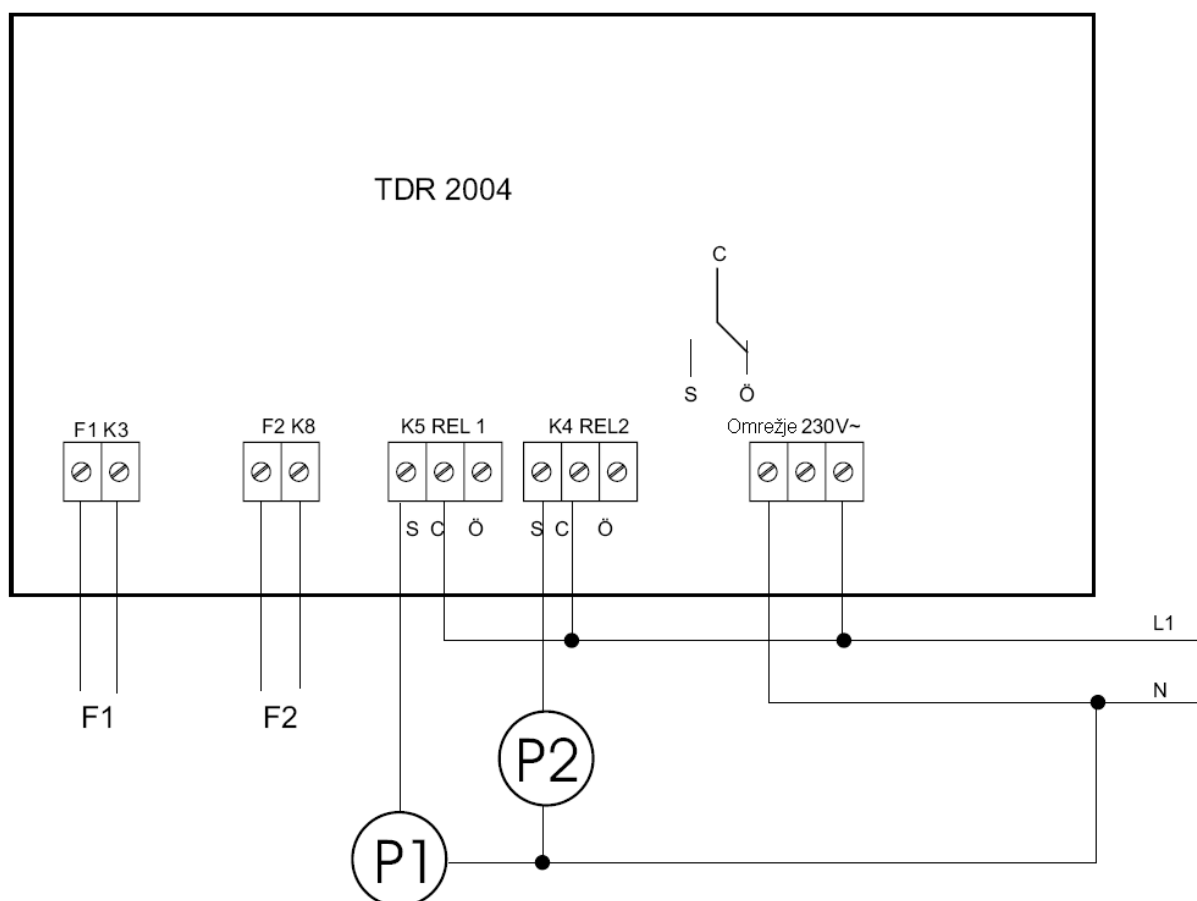 TDR 2004
C
S Ö
F1 K3 F2 K8 K5 REL 1 K4 REL2 Omrežje 230V~
S C Ö S C Ö
L1
N
F1 F2
P2
P1